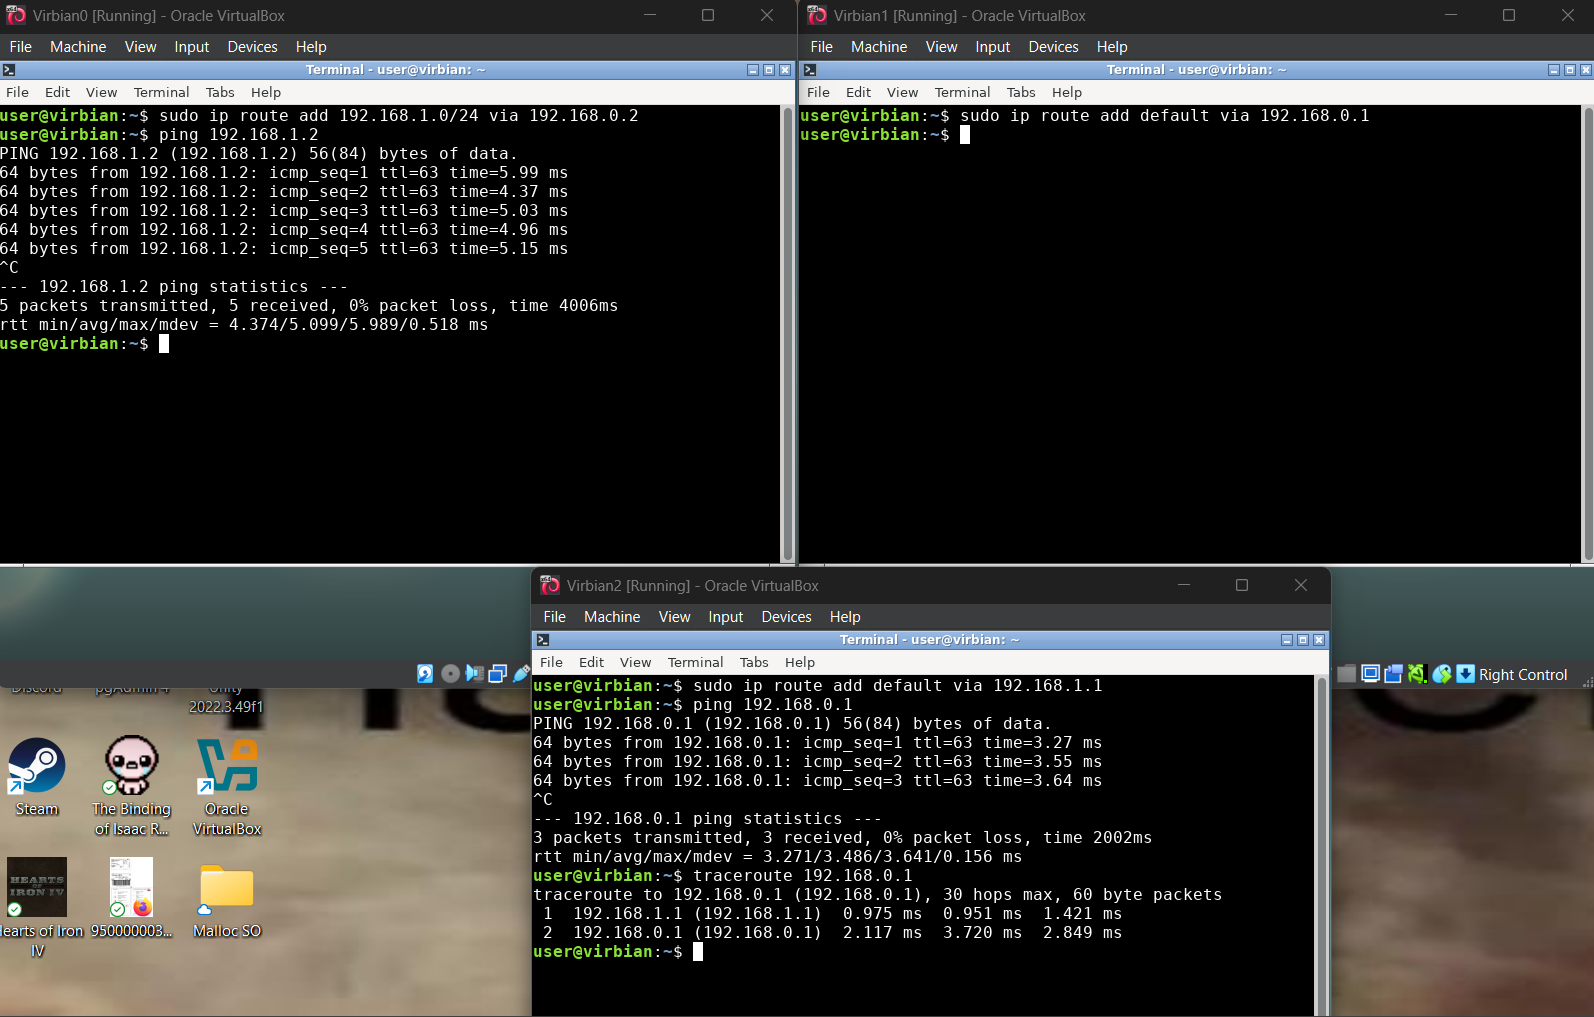 Virbian0 [Running] - Oracle VirtualBox
File Machine View Input Devices Help
Terminal - user@virbian: ~
File Edit View Terminal Tabs Help
user@virbian:~$ sudo ip route add 192.168.1.0/24 via 192.168.0.2
user@virbian:~$ ping 192.168.1.2
PING 192.168.1.2 (192.168.1.2) 56(84) bytes of data.
64 bytes from 192.168.1.2: icmp_seq=1 ttl=63 time=5.99 ms
64 bytes from 192.168.1.2: icmp_seq=2 ttl=63 time=4.37 ms
64 bytes from 192.168.1.2: icmp_seq=3 ttl=63 time=5.03 ms
64 bytes from 192.168.1.2: icmp_seq=4 ttl=63 time=4.96 ms
64 bytes from 192.168.1.2: icmp_seq=5 ttl=63 time=5.15 ms
^C
--- 192.168.1.2 ping statistics ---
5 packets transmitted, 5 received, 0% packet loss, time 4006ms
rtt min/avg/max/mdev = 4.374/5.099/5.989/0.518 ms
user@virbian:~$
Virbian1 [Running] - Oracle VirtualBox
File Machine View Input Devices Help
Terminal - user@virbian: ~
File Edit View Terminal Tabs Help
user@virbian:~$ sudo ip route add default via 192.168.0.1
user@virbian:~$
Virbian2 [Running] - Oracle VirtualBox
File Machine View Input Devices Help
Terminal - user@virbian: ~
File Edit View Terminal Tabs Help
user@virbian:~$ sudo ip route add default via 192.168.1.1
user@virbian:~$ ping 192.168.0.1
PING 192.168.0.1 (192.168.0.1) 56(84) bytes of data.
64 bytes from 192.168.0.1: icmp_seq=1 ttl=63 time=3.27 ms
64 bytes from 192.168.0.1: icmp_seq=2 ttl=63 time=3.55 ms
64 bytes from 192.168.0.1: icmp_seq=3 ttl=63 time=3.64 ms
^C
--- 192.168.0.1 ping statistics ---
3 packets transmitted, 3 received, 0% packet loss, time 2002ms
rtt min/avg/max/mdev = 3.271/3.486/3.641/0.156 ms
user@virbian:~$ traceroute 192.168.0.1
traceroute to 192.168.0.1 (192.168.0.1), 30 hops max, 60 byte packets
1 192.168.1.1 (192.168.1.1) 0.975 ms 0.951 ms 1.421 ms
2 192.168.0.1 (192.168.0.1) 2.117 ms 3.720 ms 2.849 ms
user@virbian:~$
Right Control
Discord pgAdmin 4 Unity
2022.3.49f1
Steam
The Binding
of Isaac R...
Oracle
VirtualBox
HEARTS
OF
IRON IV
Hearts of Iron
IV
950000003...
Malloc SO